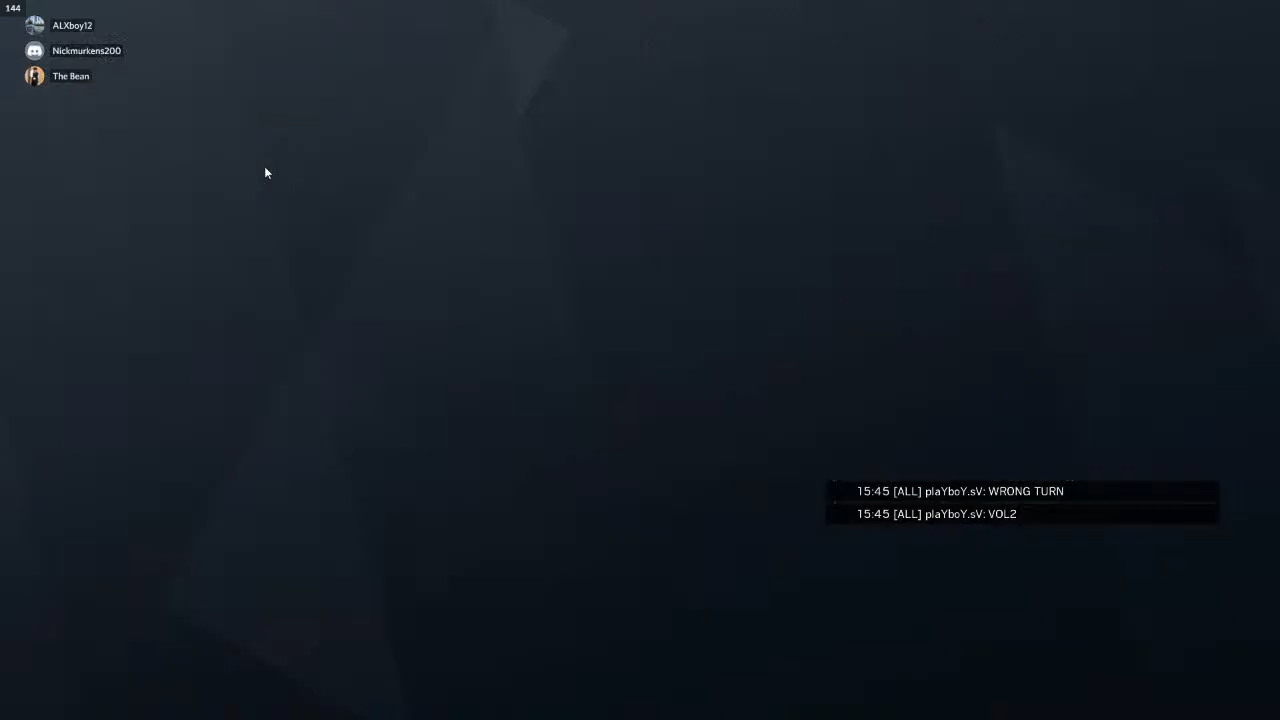 144
ALXboy12
Nickmurkens200
The Bean
15:45 [ALL] plaYboY.sV: WRONG TURN
15:45 [ALL] plaYboY.sV: VOL2